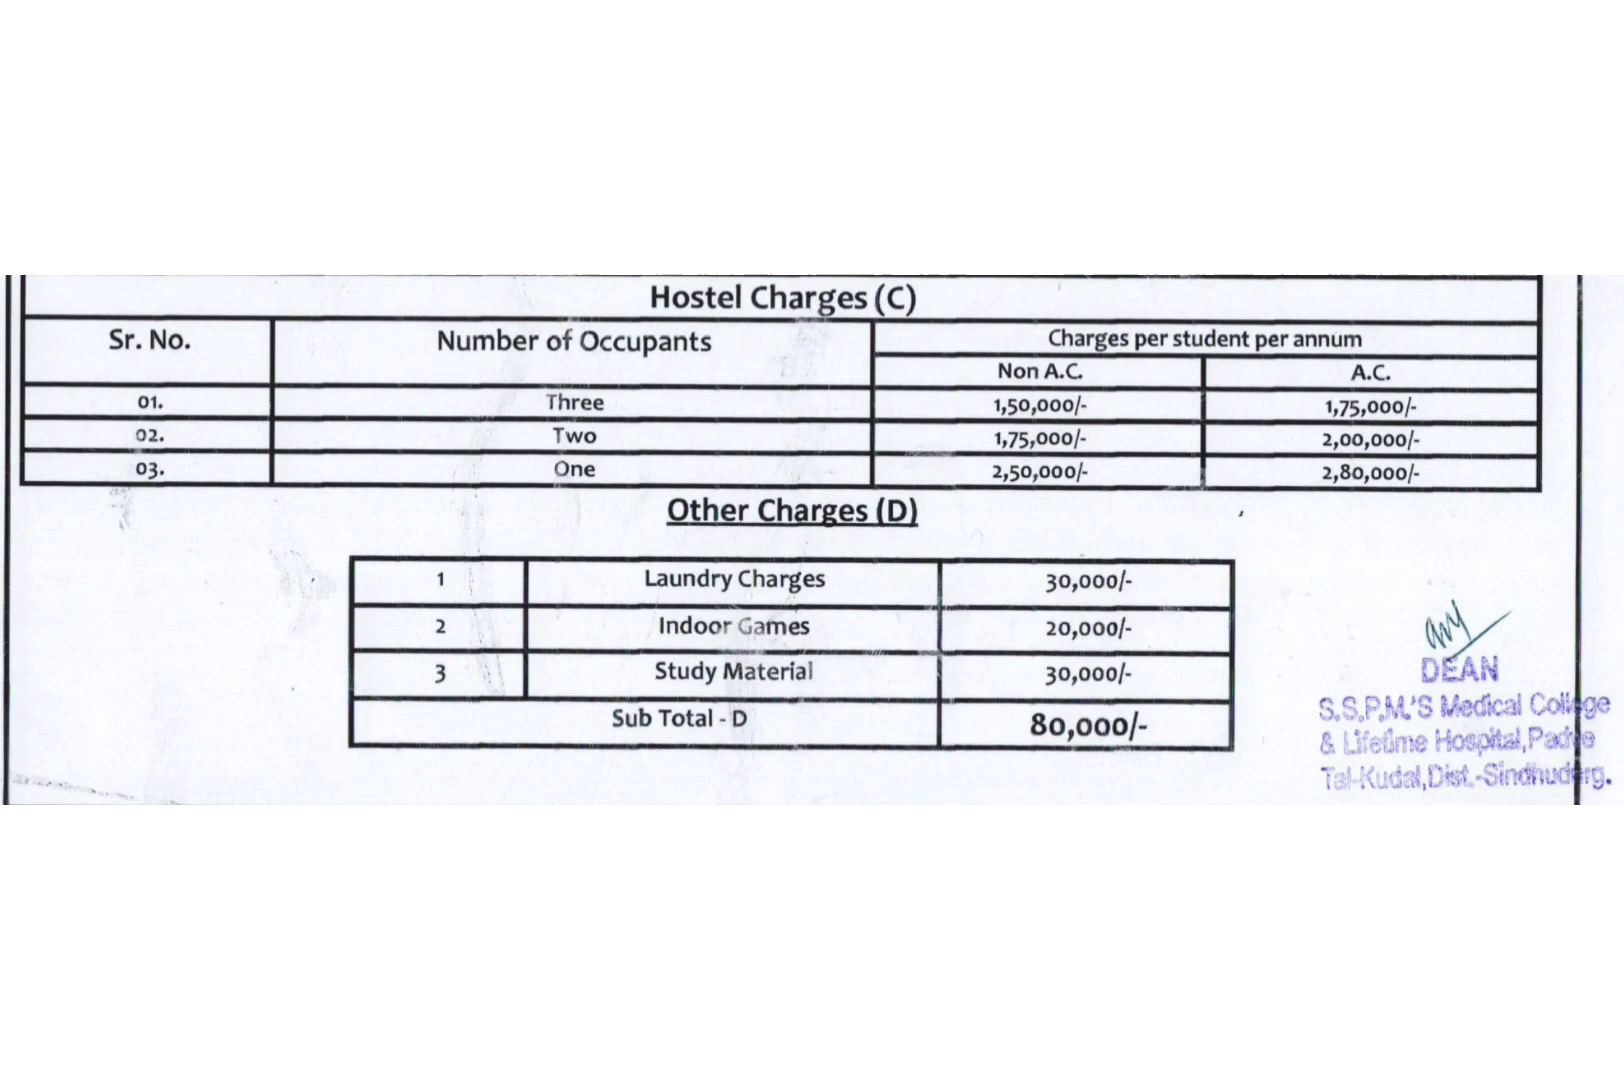 Hostel Charges (C)
Sr. No. Number of Occupants Charges per student per annum
Non A.C. A.C.
01. Three 1,50,000/- 1,75,000/-
02. Two 1,75,000/- 2,00,000/-
03. One 2,50,000/- 2,80,000/-
Other Charges (D)
1 Laundry Charges 30,000/-
2 Indoor Games 20,000/-
3 Study Material 30,000/-
Sub Total - D 80,000/-
DEAN
S.S.P.M.'S Medical College
& Lifetime Hospital,Padve
Tal-Kudal,Dist.-Sindhudurg.